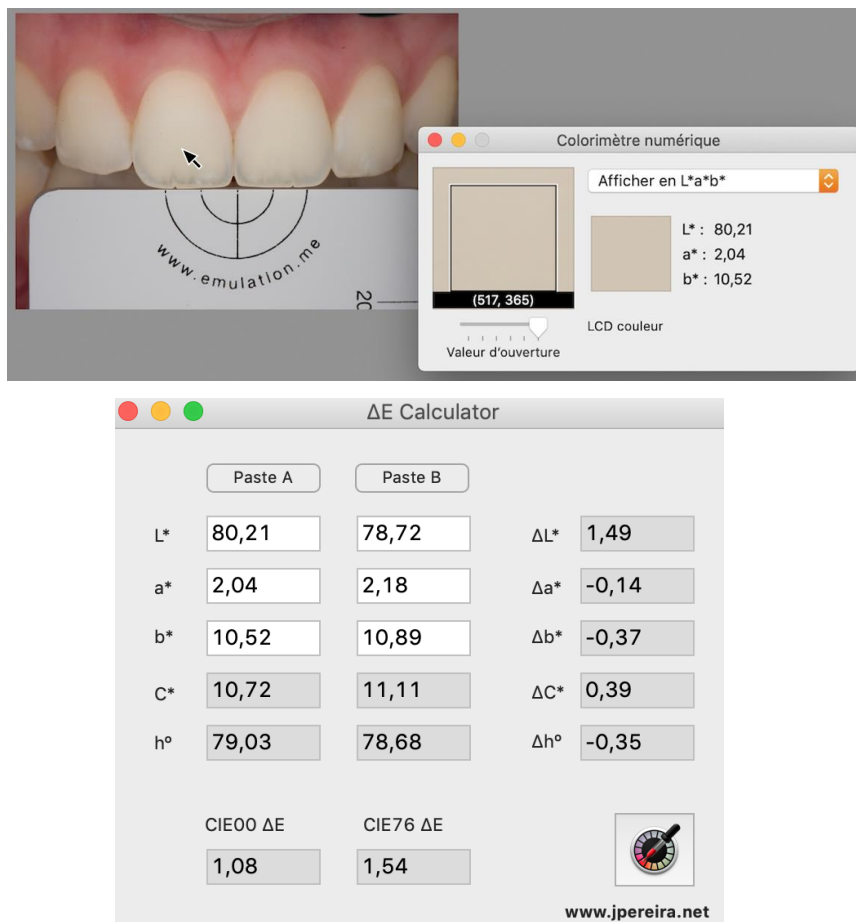 Colorimètre numérique
Afficher en L*a*b*
L* : 80,21
a* : 2,04
b* : 10,52
(517, 365)
LCD couleur
Valeur d'ouverture
www.emulation.me
20
ΔE Calculator
Paste A Paste B
L* 80,21 78,72 ΔL* 1,49
a* 2,04 2,18 Δa* -0,14
b* 10,52 10,89 Δb* -0,37
C* 10,72 11,11 ΔC* 0,39
hº 79,03 78,68 Δhº -0,35
CIE00 ΔE CIE76 ΔE
1,08 1,54
www.jpereira.net